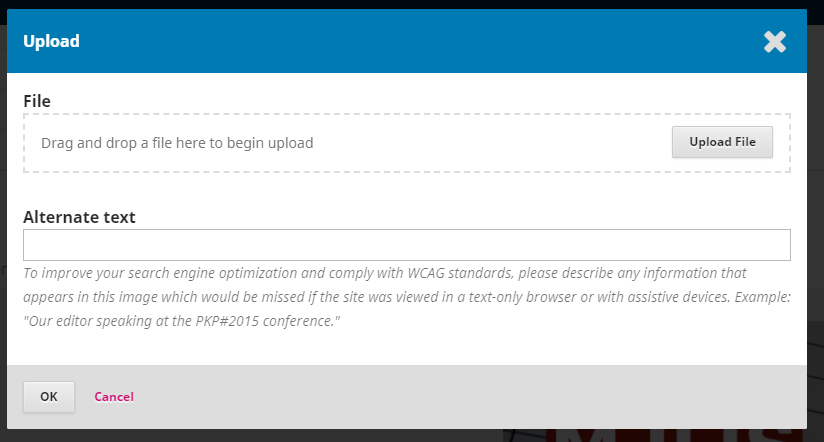 Upload
File
Drag and drop a file here to begin upload
Upload File
Alternate text
To improve your search engine optimization and comply with WCAG standards, please describe any information that
appears in this image which would be missed if the site was viewed in a text-only browser or with assistive devices. Example:
"Our editor speaking at the PKP#2015 conference."
OK
Cancel